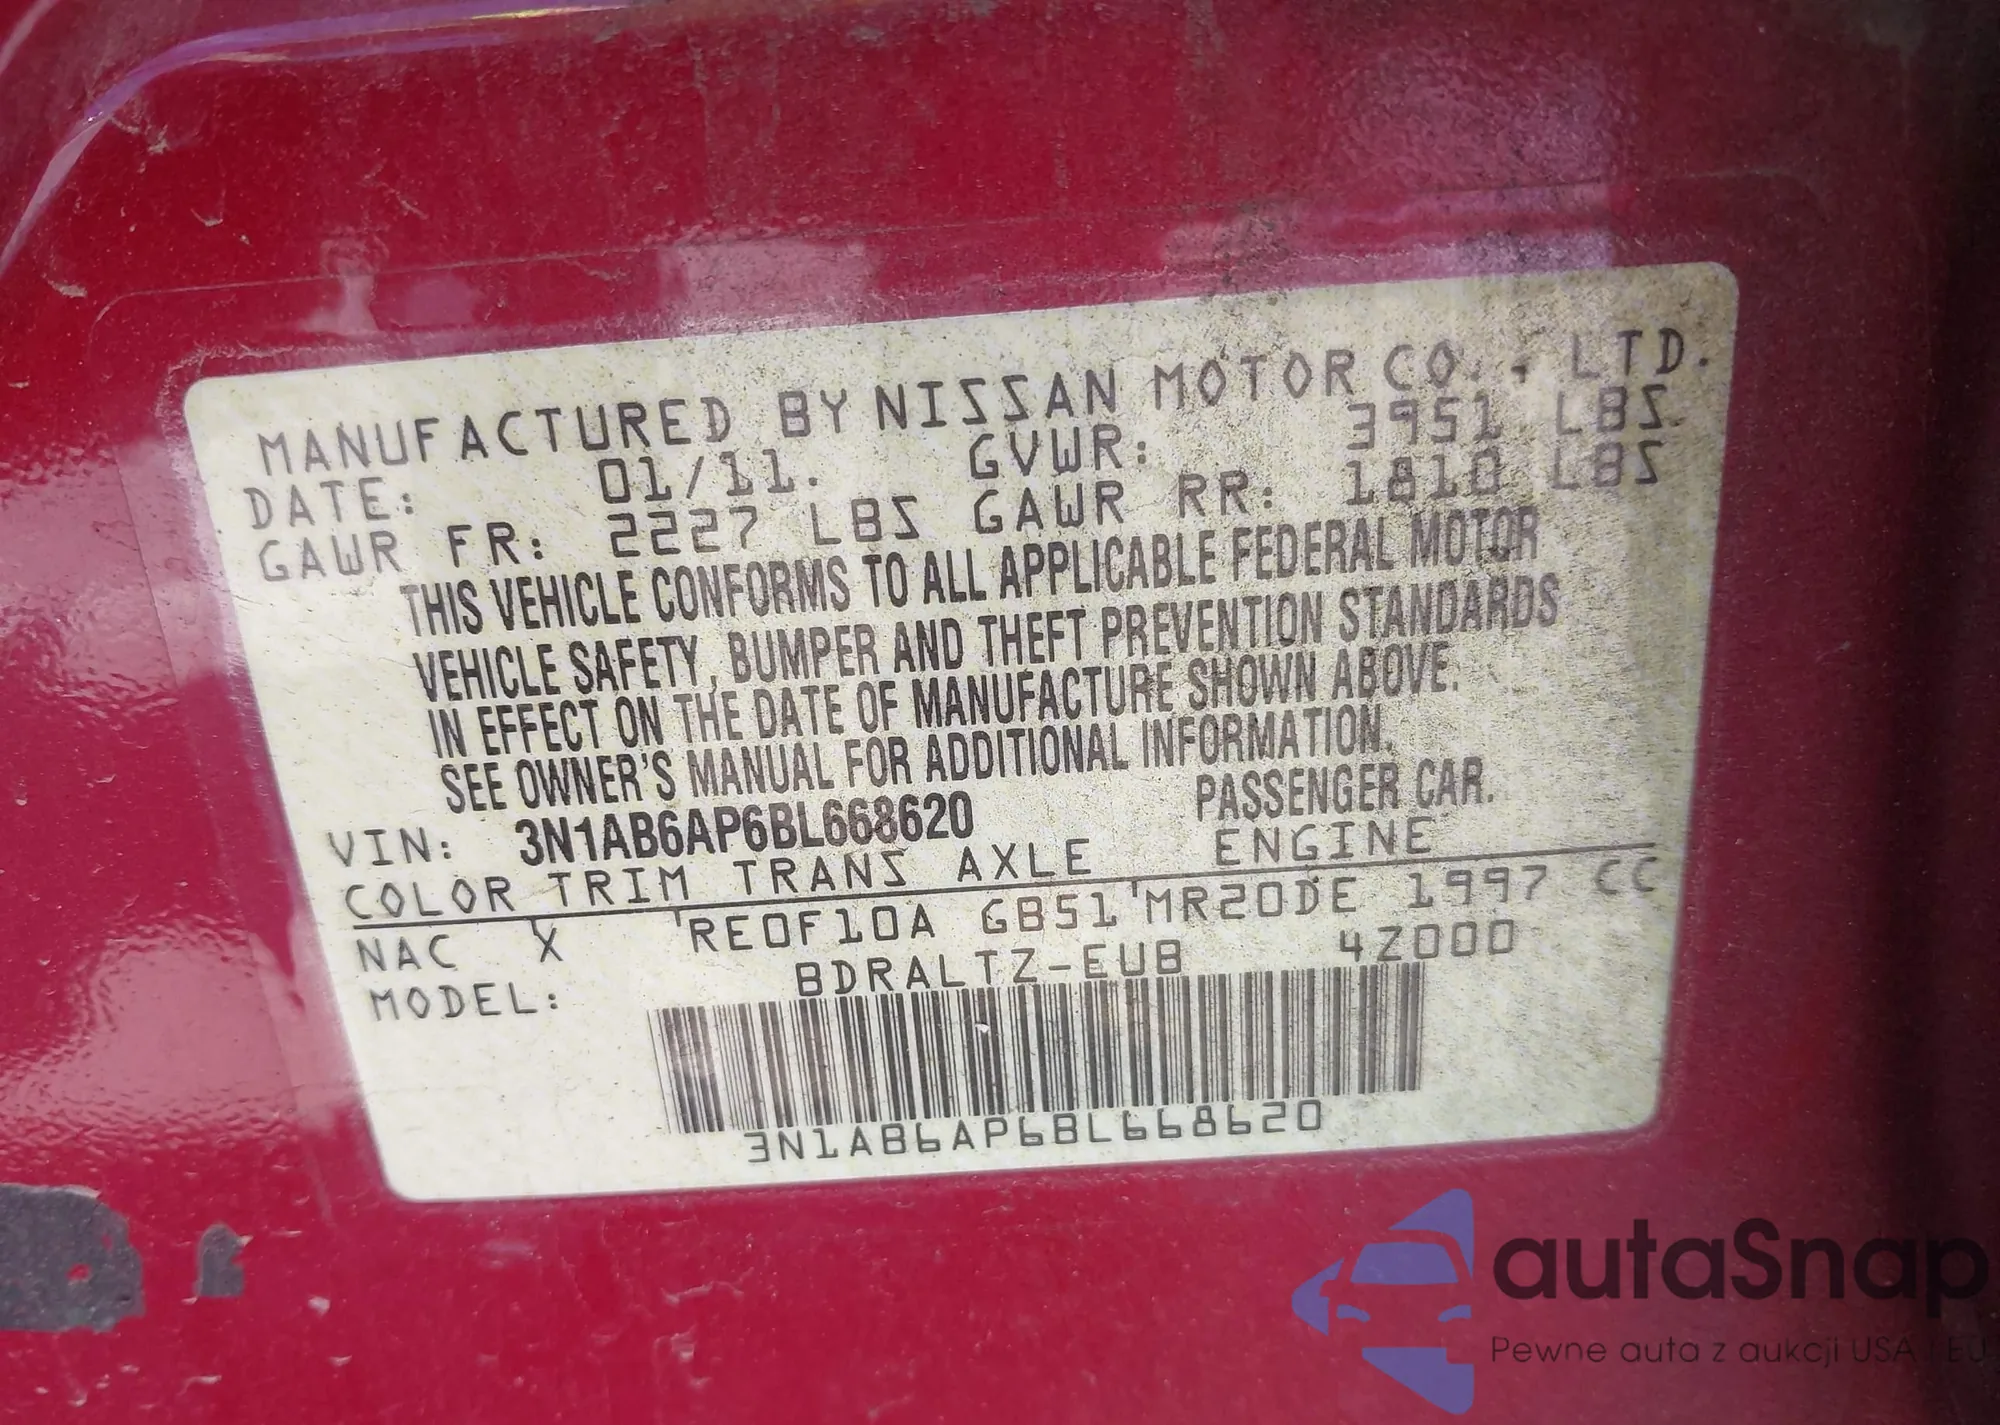 MANUFACTURED BY NISSAN MOTOR CO., LTD.
DATE: 01/11. GVWR: 3951 LBS.
GAWR FR: 2227 LBS GAWR RR: 1810 LBS
THIS VEHICLE CONFORMS TO ALL APPLICABLE FEDERAL MOTOR
VEHICLE SAFETY, BUMPER AND THEFT PREVENTION STANDARDS
IN EFFECT ON THE DATE OF MANUFACTURE SHOWN ABOVE.
SEE OWNER'S MANUAL FOR ADDITIONAL INFORMATION.
VIN: 3N1AB6AP6BL668620 PASSENGER CAR.
COLOR TRIM TRANS AXLE ENGINE
NAC X RE0F10A GB51 MR20DE 1997 CC
MODEL: BDRALTZ-EUB 4Z000
3N1AB6AP6BL668620
autaSnap
Pewne auta z aukcji USA i EU